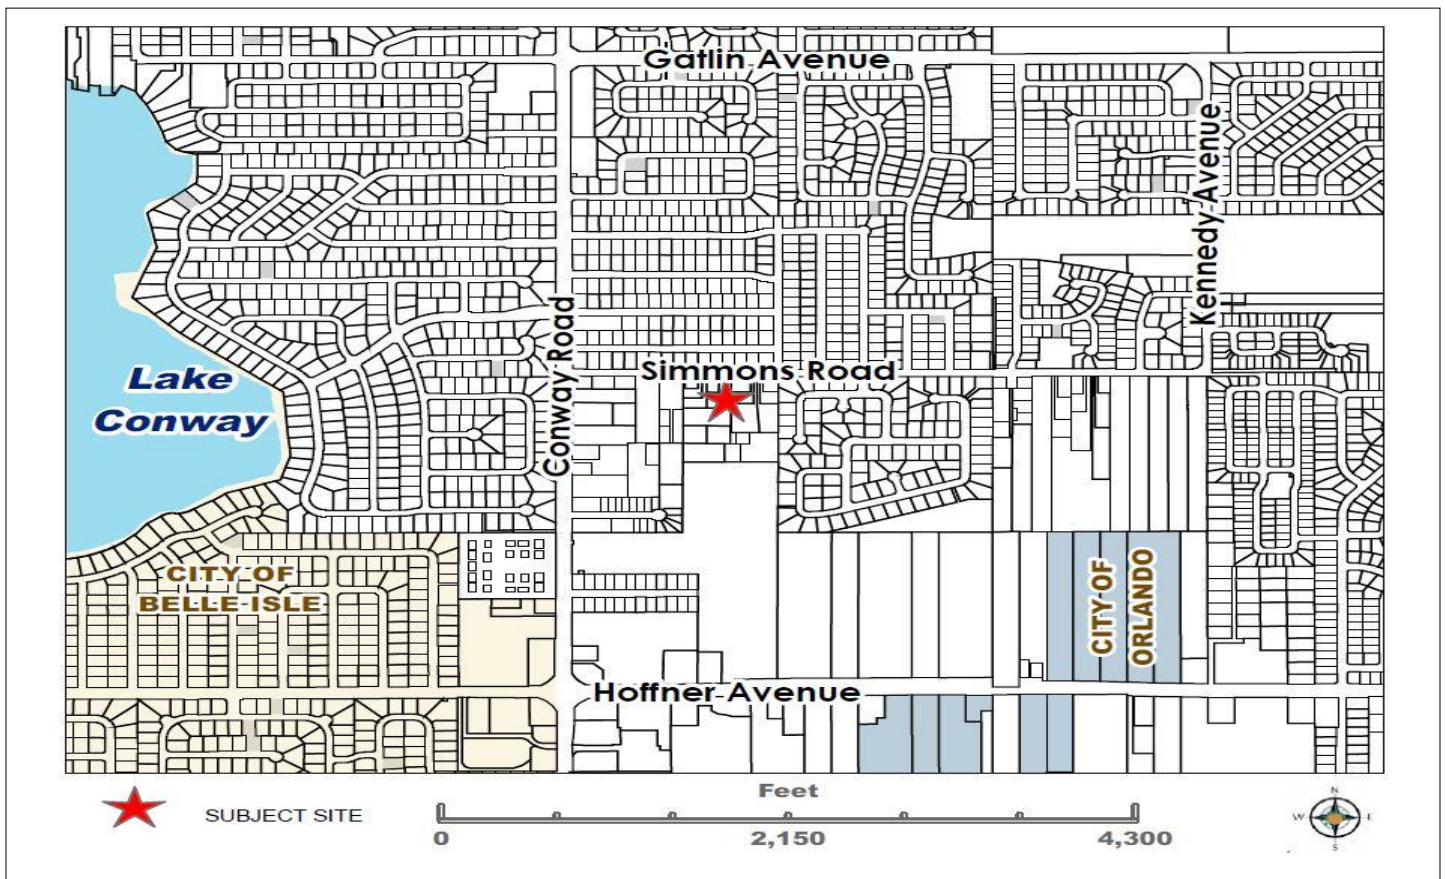 Gatlin Avenue
Kennedy Avenue
Conway Road
Simmons Road
Lake
Conway
CITY OF
BELLE ISLE
CITY OF
ORLANDO
Hoffner Avenue
SUBJECT SITE
Feet
0 2,150 4,300
N
W E
S